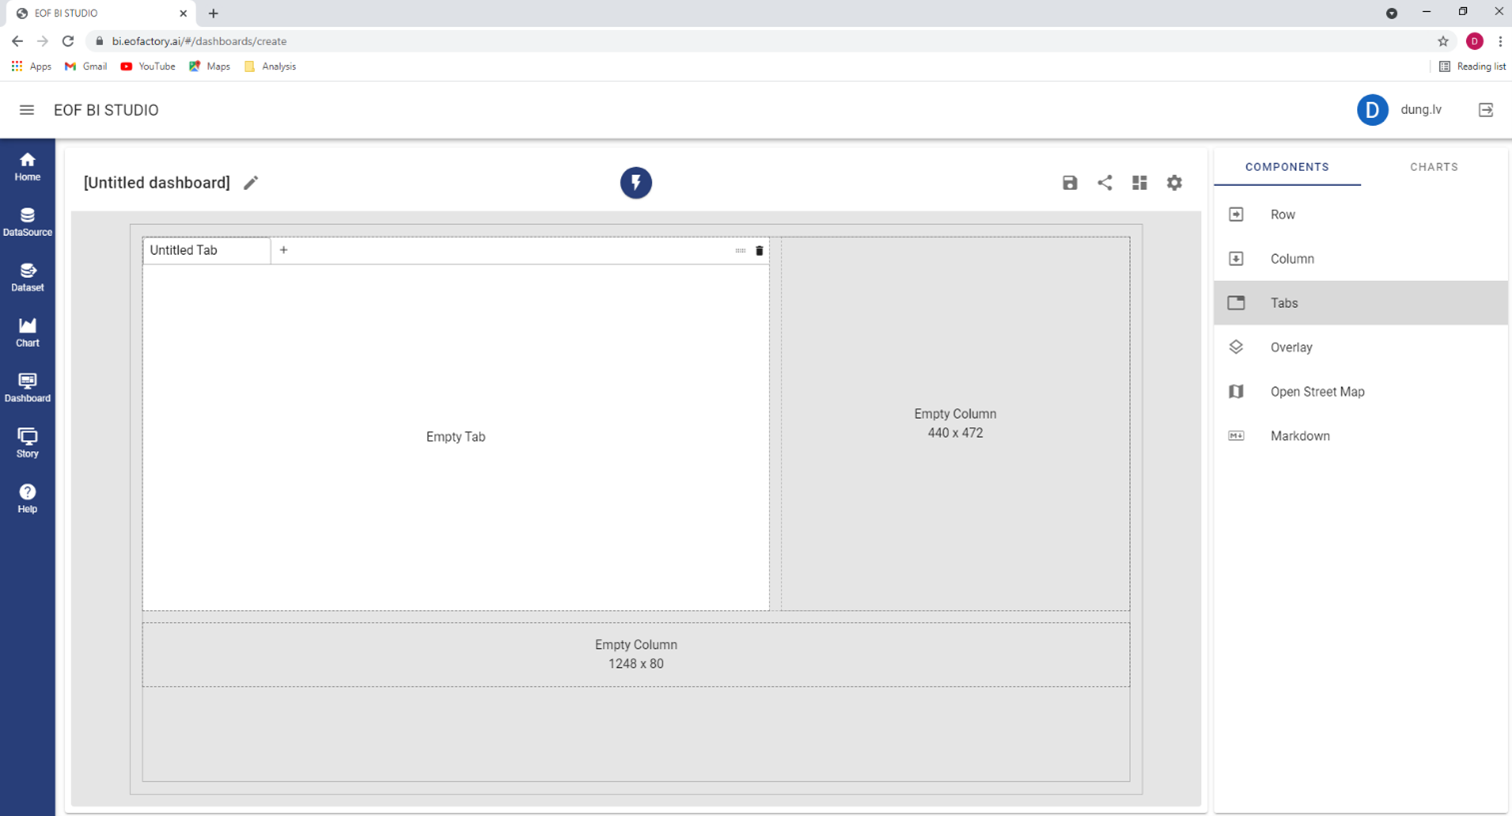 EOF BI STUDIO
bi.eofactory.ai/#/dashboards/create
D
Apps
Gmail
YouTube
Maps
Analysis
Reading list
EOF BI STUDIO
D
dung.lv
Home
DataSource
Dataset
Chart
Dashboard
Story
Help
[Untitled dashboard]
Untitled Tab
+
Empty Tab
Empty Column
440 x 472
Empty Column
1248 x 80
COMPONENTS
CHARTS
Row
Column
Tabs
Overlay
Open Street Map
Markdown